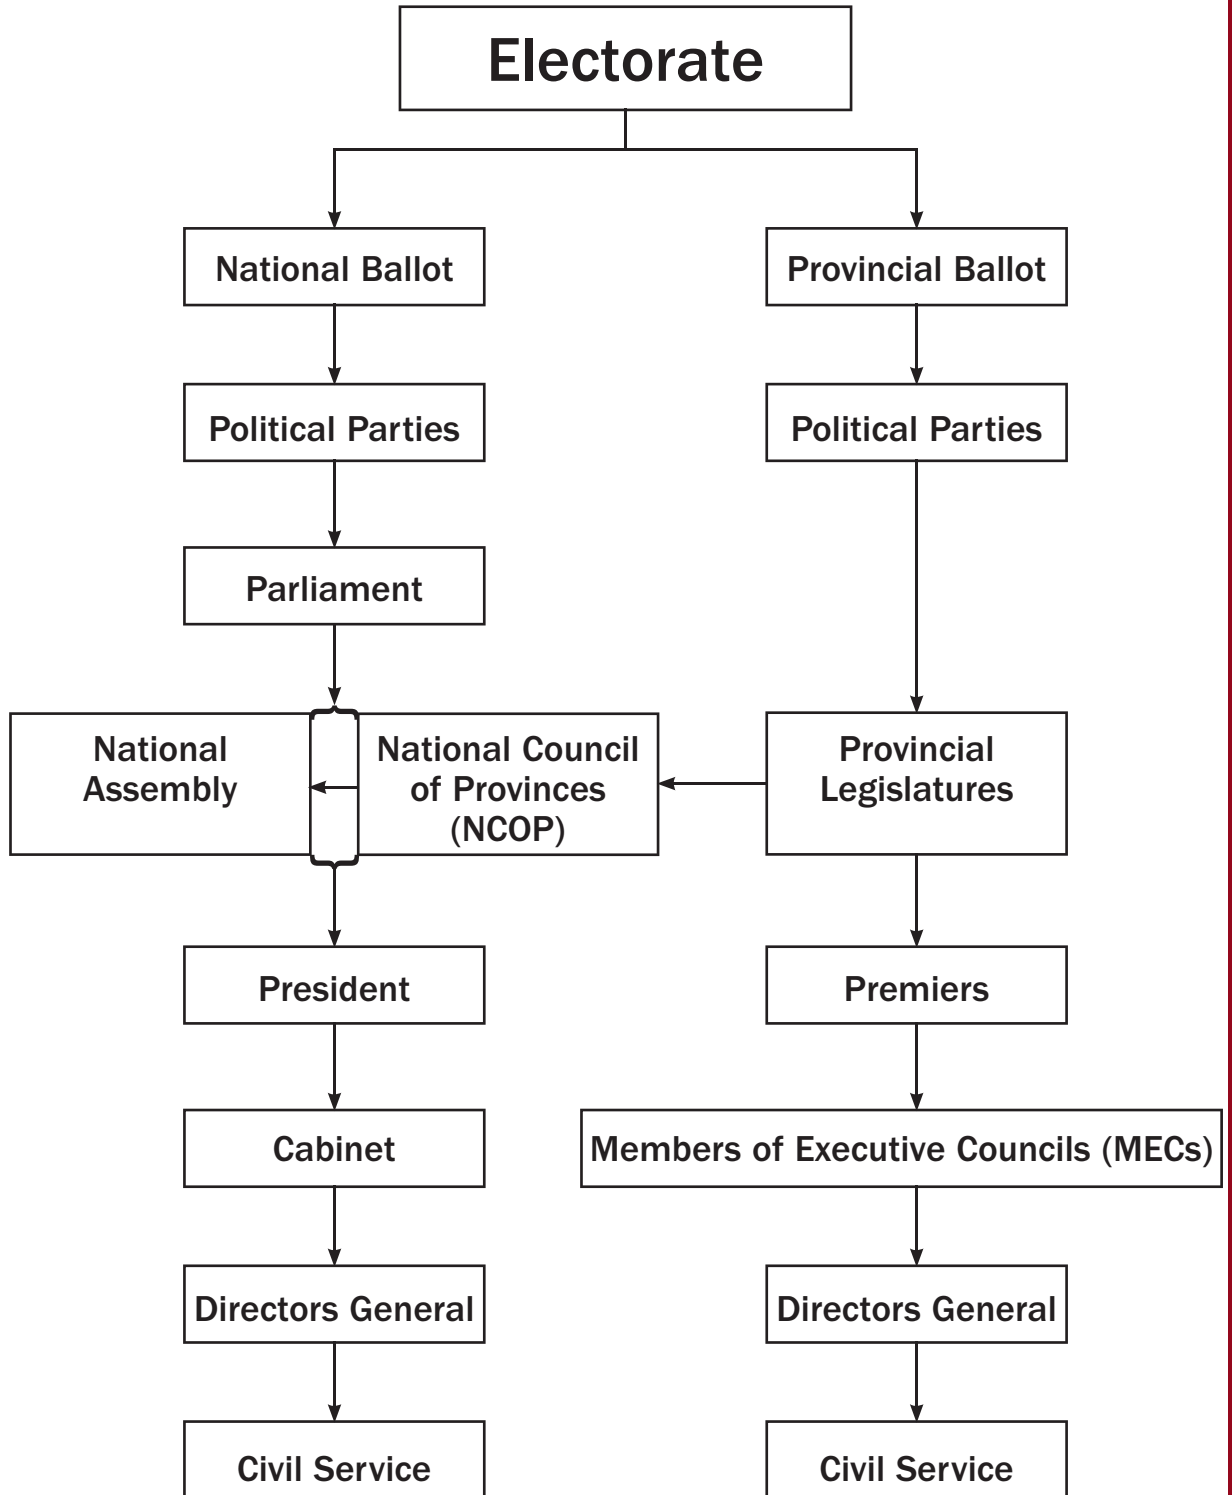 Electorate
National Ballot
Provincial Ballot
Political Parties
Political Parties
Parliament
National
Assembly
National Council
of Provinces
(NCOP)
Provincial
Legislatures
President
Premiers
Cabinet
Members of Executive Councils (MECs)
Directors General
Directors General
Civil Service
Civil Service